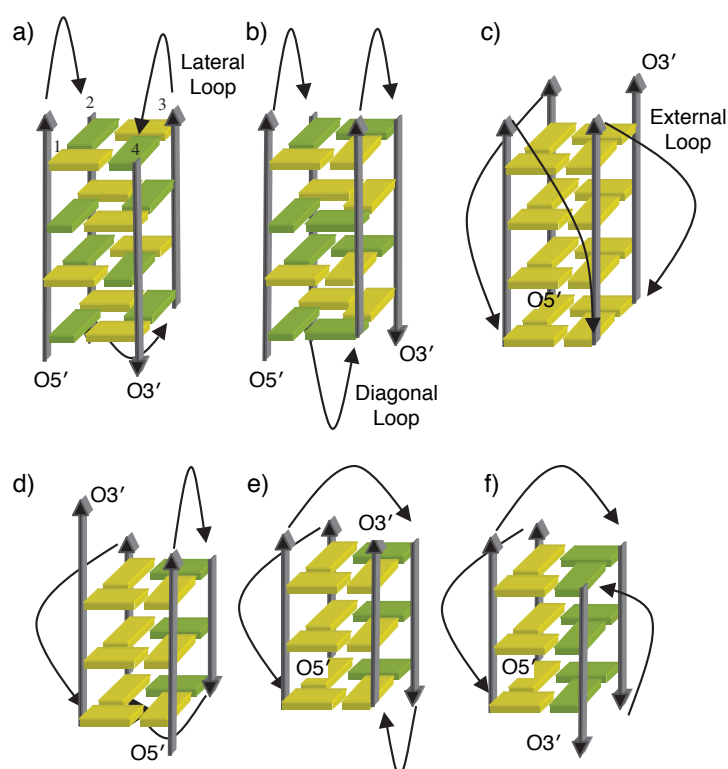 a)
b)
c)
Lateral
Loop
O3′
External
Loop
1
2
3
4
O5′
O5′
O3′
O5′
O3′
Diagonal
Loop
d)
e)
f)
O3′
O3′
O5′
O5′
O5′
O3′